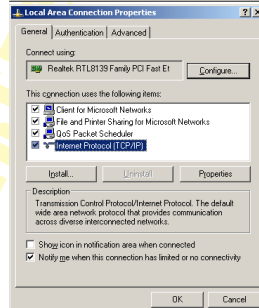 Local Area Connection Properties
General Authentication Advanced
Connect using:
Realtek RTL8139 Family PCI Fast Et
Configure...
This connection uses the following items:
Client for Microsoft Networks
File and Printer Sharing for Microsoft Networks
QoS Packet Scheduler
Internet Protocol (TCP/IP)
Install... Uninstall Properties
Description
Transmission Control Protocol/Internet Protocol. The default
wide area network protocol that provides communication
across diverse interconnected networks.
Show icon in notification area when connected
Notify me when this connection has limited or no connectivity
OK Cancel